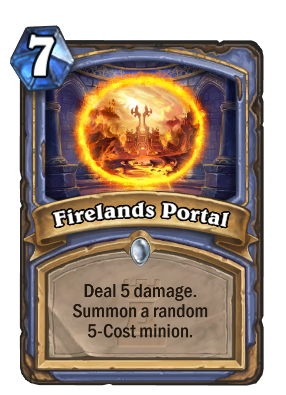 7
Firelands Portal
Deal 5 damage.
Summon a random
5-Cost minion.